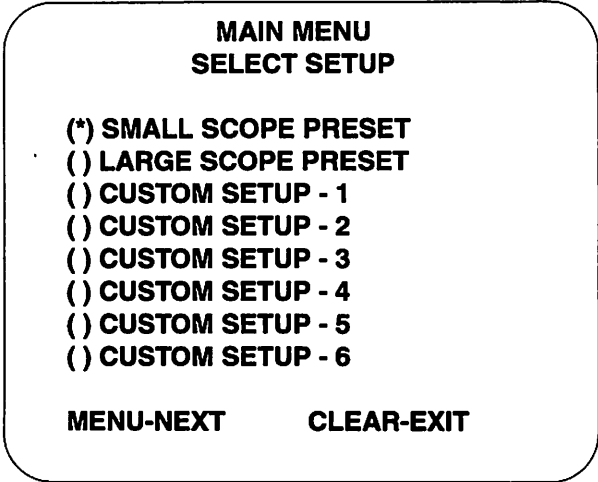 MAIN MENU
SELECT SETUP
(*) SMALL SCOPE PRESET
( ) LARGE SCOPE PRESET
( ) CUSTOM SETUP - 1
( ) CUSTOM SETUP - 2
( ) CUSTOM SETUP - 3
( ) CUSTOM SETUP - 4
( ) CUSTOM SETUP - 5
( ) CUSTOM SETUP - 6
MENU-NEXT CLEAR-EXIT